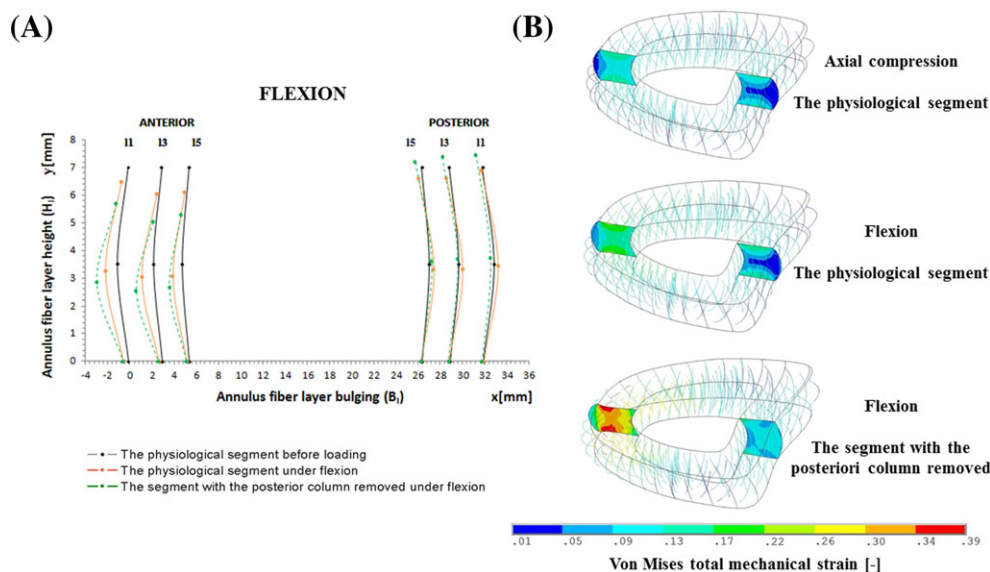 (A)
FLEXION
ANTERIOR
POSTERIOR
l1 l3 l5
l5 l3 l1
Annulus fiber layer height (Hᵢ) y[mm]
8
7
6
5
4
3
2
1
0
-4 -2 0 2 4 6 8 10 12 14 16 18 20 22 24 26 28 30 32 34 36
Annulus fiber layer bulging (Bᵢ) x[mm]
The physiological segment before loading
The physiological segment under flexion
The segment with the posterior column removed under flexion
(B)
Axial compression
The physiological segment
Flexion
The physiological segment
Flexion
The segment with the
posteriori column removed
.01 .05 .09 .13 .17 .22 .26 .30 .34 .39
Von Mises total mechanical strain [-]